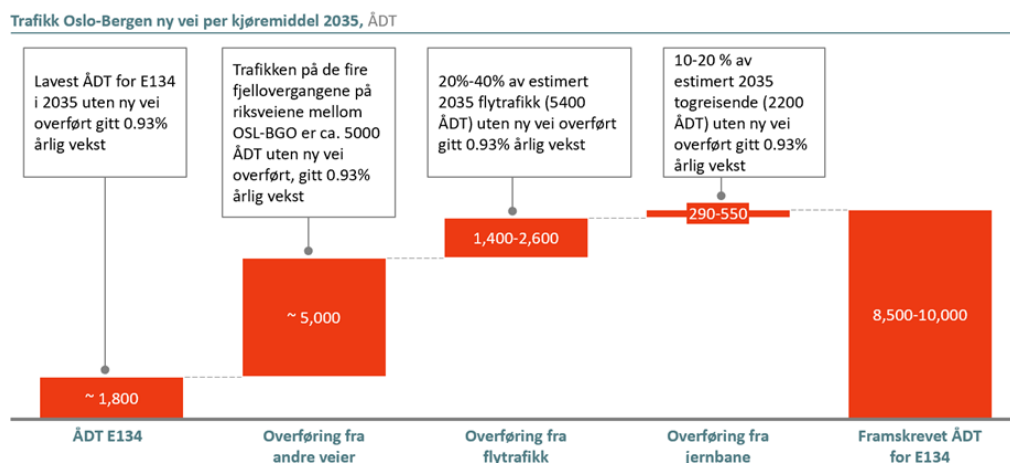 Trafikk Oslo-Bergen ny vei per kjøremiddel 2035, ÅDT
Lavest ÅDT for E134
i 2035 uten ny vei
overført gitt 0.93%
årlig vekst
Trafikken på de fire
fjellovergangene på
riksveiene mellom
OSL-BGO er ca. 5000
ÅDT uten ny vei
overført, gitt 0.93%
årlig vekst
20%-40% av estimert
2035 flytrafikk (5400
ÅDT) uten ny vei overført
gitt 0.93% årlig vekst
10-20 % av
estimert 2035
togreisende (2200
ÅDT) uten ny vei
overført gitt 0.93%
årlig vekst
~ 1,800
~ 5,000
1,400-2,600
290-550
8,500-10,000
ÅDT E134
Overføring fra
andre veier
Overføring fra
flytrafikk
Overføring fra
jernbane
Framskrevet ÅDT
for E134